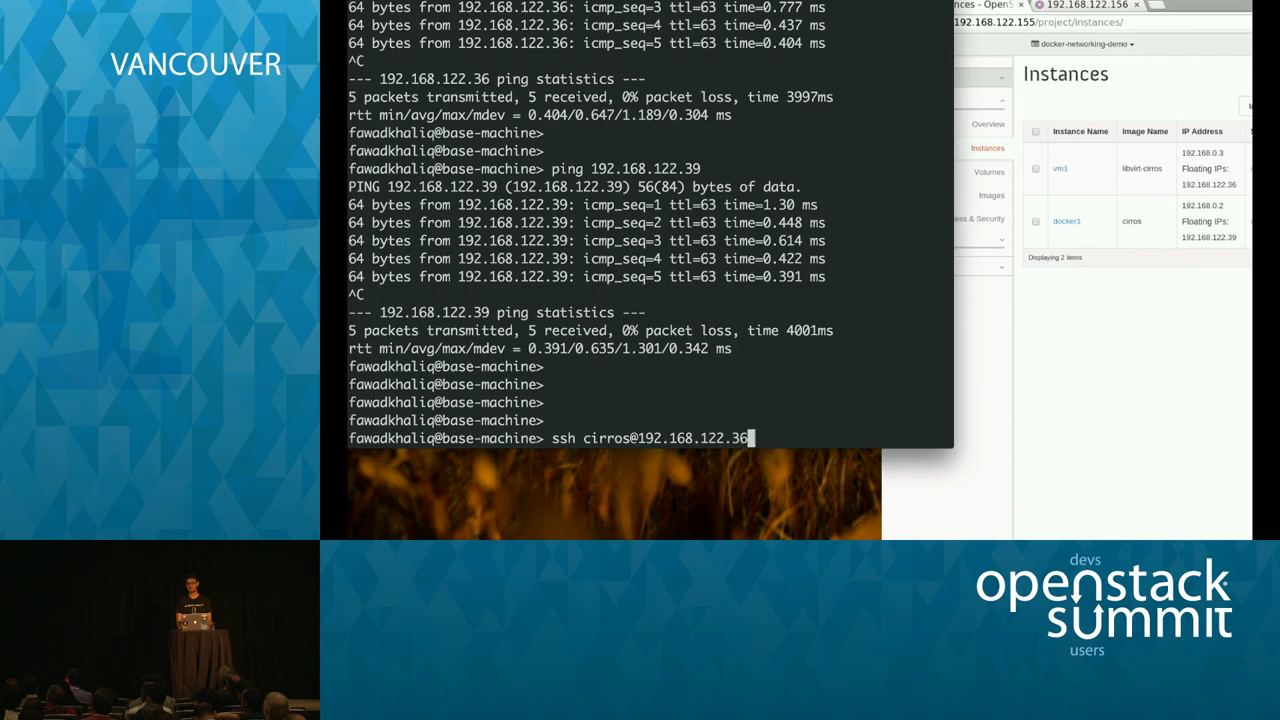 VANCOUVER
64 bytes from 192.168.122.36: icmp_seq=3 ttl=63 time=0.777 ms
64 bytes from 192.168.122.36: icmp_seq=4 ttl=63 time=0.437 ms
64 bytes from 192.168.122.36: icmp_seq=5 ttl=63 time=0.404 ms
^C
--- 192.168.122.36 ping statistics ---
5 packets transmitted, 5 received, 0% packet loss, time 3997ms
rtt min/avg/max/mdev = 0.404/0.647/1.189/0.304 ms
fawadkhaliq@base-machine>
fawadkhaliq@base-machine>
fawadkhaliq@base-machine> ping 192.168.122.39
PING 192.168.122.39 (192.168.122.39) 56(84) bytes of data.
64 bytes from 192.168.122.39: icmp_seq=1 ttl=63 time=1.30 ms
64 bytes from 192.168.122.39: icmp_seq=2 ttl=63 time=0.448 ms
64 bytes from 192.168.122.39: icmp_seq=3 ttl=63 time=0.614 ms
64 bytes from 192.168.122.39: icmp_seq=4 ttl=63 time=0.422 ms
64 bytes from 192.168.122.39: icmp_seq=5 ttl=63 time=0.391 ms
^C
--- 192.168.122.39 ping statistics ---
5 packets transmitted, 5 received, 0% packet loss, time 4001ms
rtt min/avg/max/mdev = 0.391/0.635/1.301/0.342 ms
fawadkhaliq@base-machine>
fawadkhaliq@base-machine>
fawadkhaliq@base-machine>
fawadkhaliq@base-machine>
fawadkhaliq@base-machine> ssh cirros@192.168.122.36
nces - OpenS × 192.168.122.156 ×
192.168.122.155/project/instances/
docker-networking-demo
Overview
Instances
Volumes
Images
ess & Security
Instances
Instance Name Image Name IP Address
vm1 libvirt-cirros 192.168.0.3
Floating IPs:
192.168.122.36
docker1 cirros 192.168.0.2
Floating IPs:
192.168.122.39
Displaying 2 items
devs
openstack
summit
users